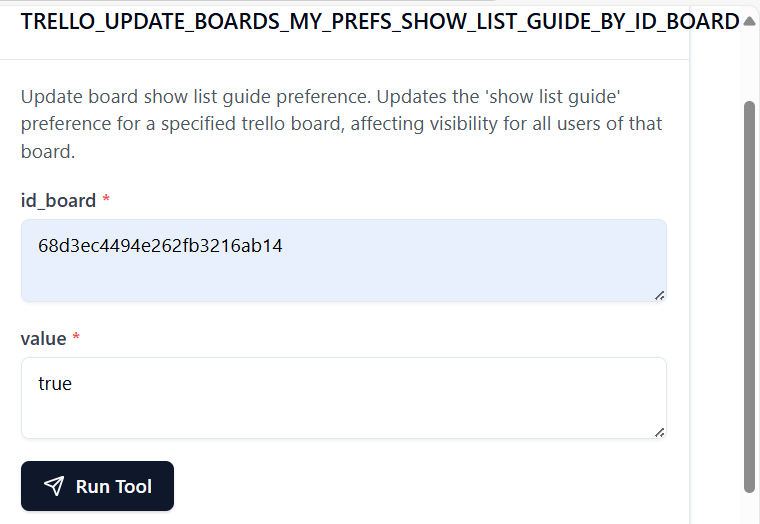 TRELLO_UPDATE_BOARDS_MY_PREFS_SHOW_LIST_GUIDE_BY_ID_BOARD
Update board show list guide preference. Updates the 'show list guide'
preference for a specified trello board, affecting visibility for all users of that
board.
id_board *
68d3ec4494e262fb3216ab14
value *
true
Run Tool